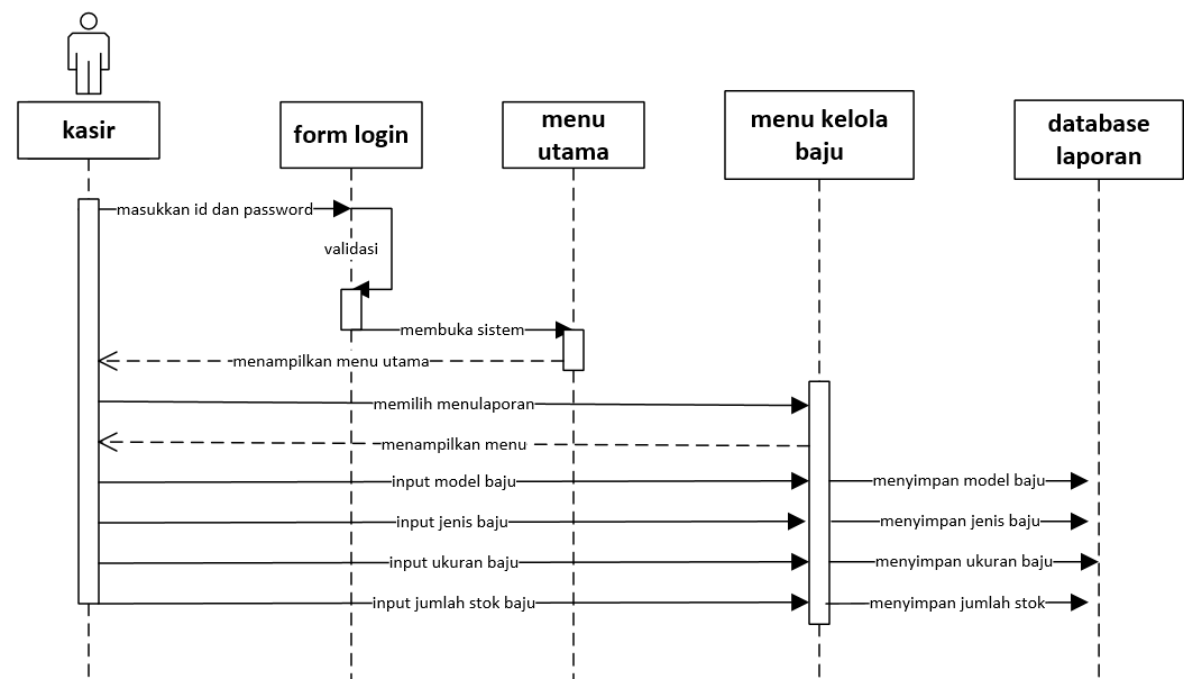 kasir
form login
menu
utama
menu kelola
baju
database
laporan
masukkan id dan password
validasi
membuka sistem
menampilkan menu utama
memilih menulaporan
menampilkan menu
input model baju
menyimpan model baju
input jenis baju
menyimpan jenis baju
input ukuran baju
menyimpan ukuran baju
input jumlah stok baju
menyimpan jumlah stok